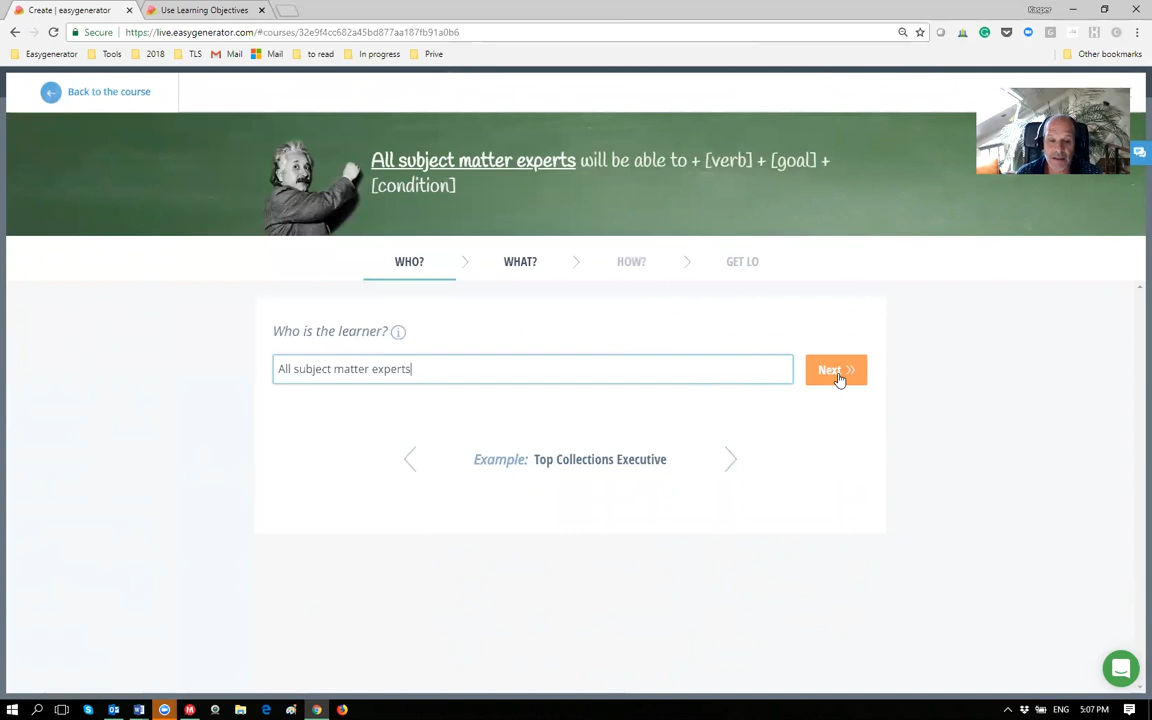 Create | easygenerator
Use Learning Objectives
Kasper
Secure
https://live.easygenerator.com/#courses/32e9f4cc682a45bd877aa187fb91a0b6
Easygenerator
Tools
2018
TLS
Mail
Mail
to read
In progress
Prive
Other bookmarks
Back to the course
All subject matter experts will be able to + [verb] + [goal] +
[condition]
WHO?
WHAT?
HOW?
GET LO
Who is the learner?
All subject matter experts
Next
Example: Top Collections Executive
ENG
5:07 PM